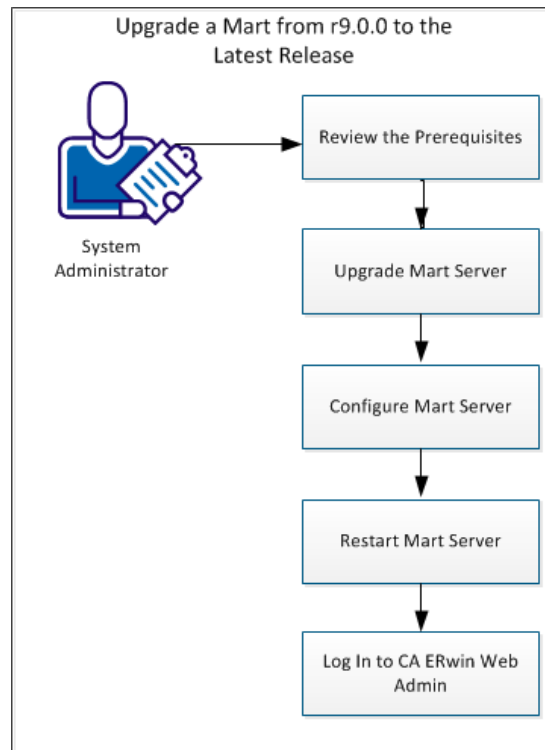 Upgrade a Mart from r9.0.0 to the
Latest Release
Review the Prerequisites
System
Administrator
Upgrade Mart Server
Configure Mart Server
Restart Mart Server
Log In to CA ERwin Web
Admin